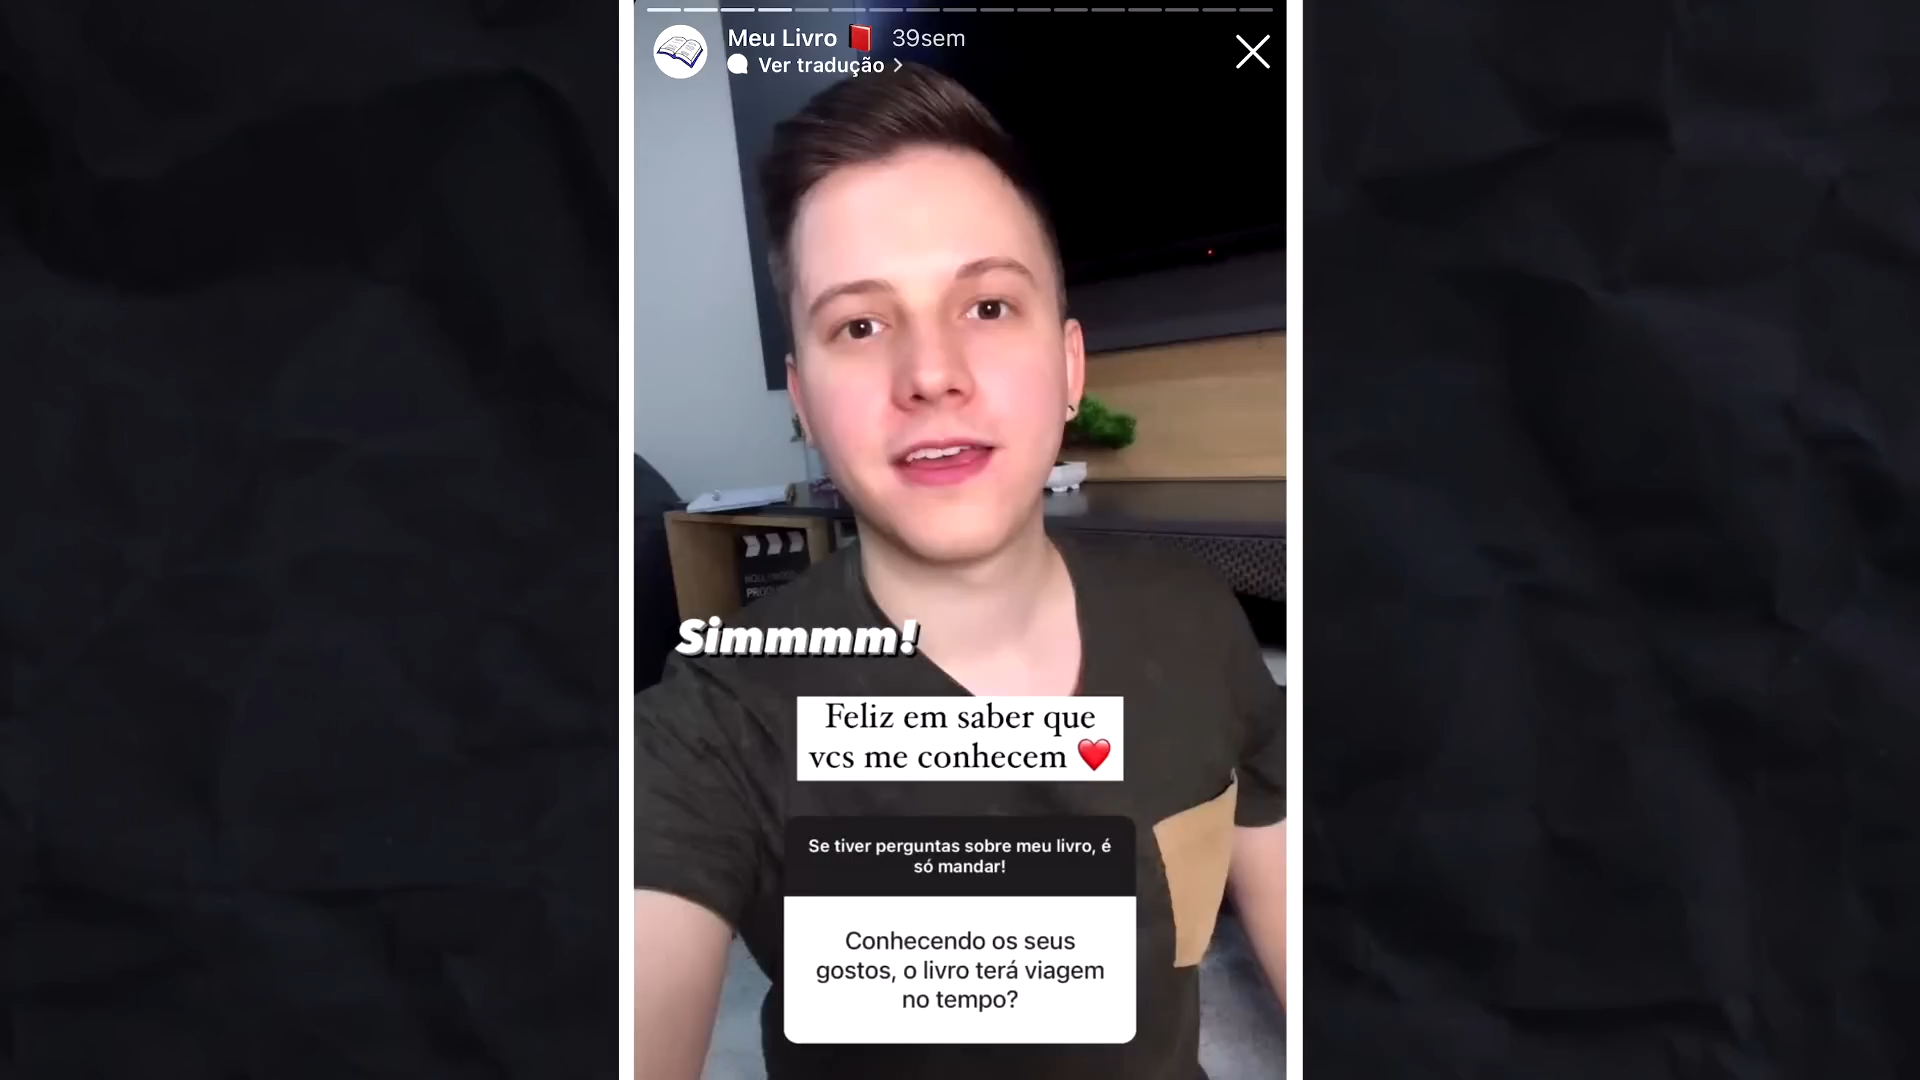 Meu Livro 📕 39sem
Ver tradução >
Simmmm!
Feliz em saber que
vcs me conhecem ❤️
Se tiver perguntas sobre meu livro, é
só mandar!
Conhecendo os seus
gostos, o livro terá viagem
no tempo?